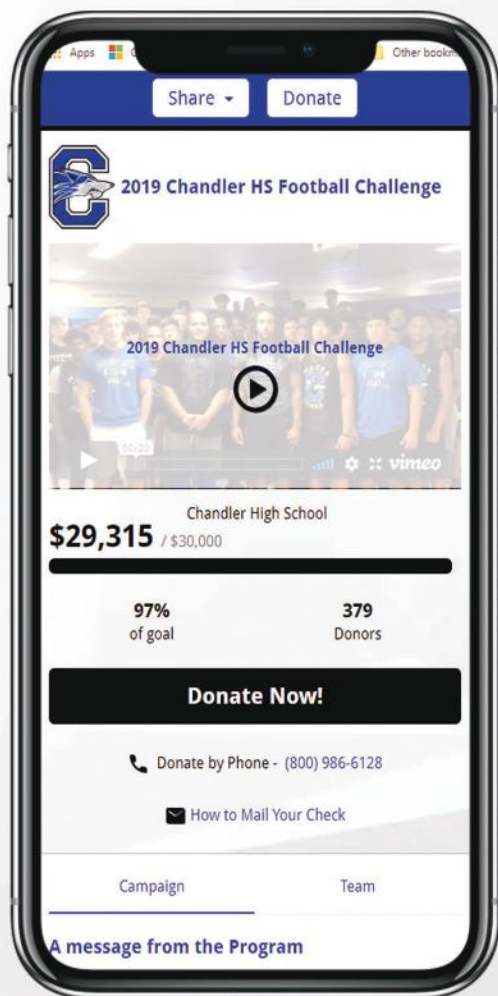 Apps
Other bookm
Share
Donate
C
2019 Chandler HS Football Challenge
2019 Chandler HS Football Challenge
00:20
vimeo
Chandler High School
$29,315 / $30,000
97%
379
of goal
Donors
Donate Now!
Donate by Phone - (800) 986-6128
How to Mail Your Check
Campaign
Team
A message from the Program